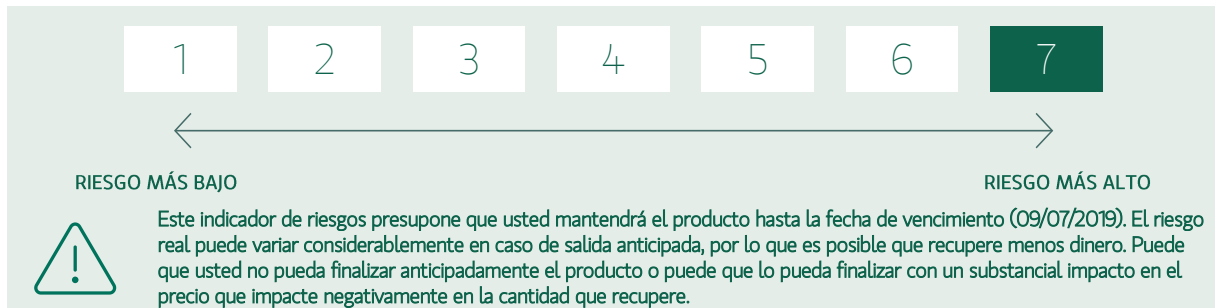 1 2 3 4 5 6 7
RIESGO MÁS BAJO RIESGO MÁS ALTO
Este indicador de riesgos presupone que usted mantendrá el producto hasta la fecha de vencimiento (09/07/2019). El riesgo
real puede variar considerablemente en caso de salida anticipada, por lo que es posible que recupere menos dinero. Puede
que usted no pueda finalizar anticipadamente el producto o puede que lo pueda finalizar con un substancial impacto en el
precio que impacte negativamente en la cantidad que recupere.